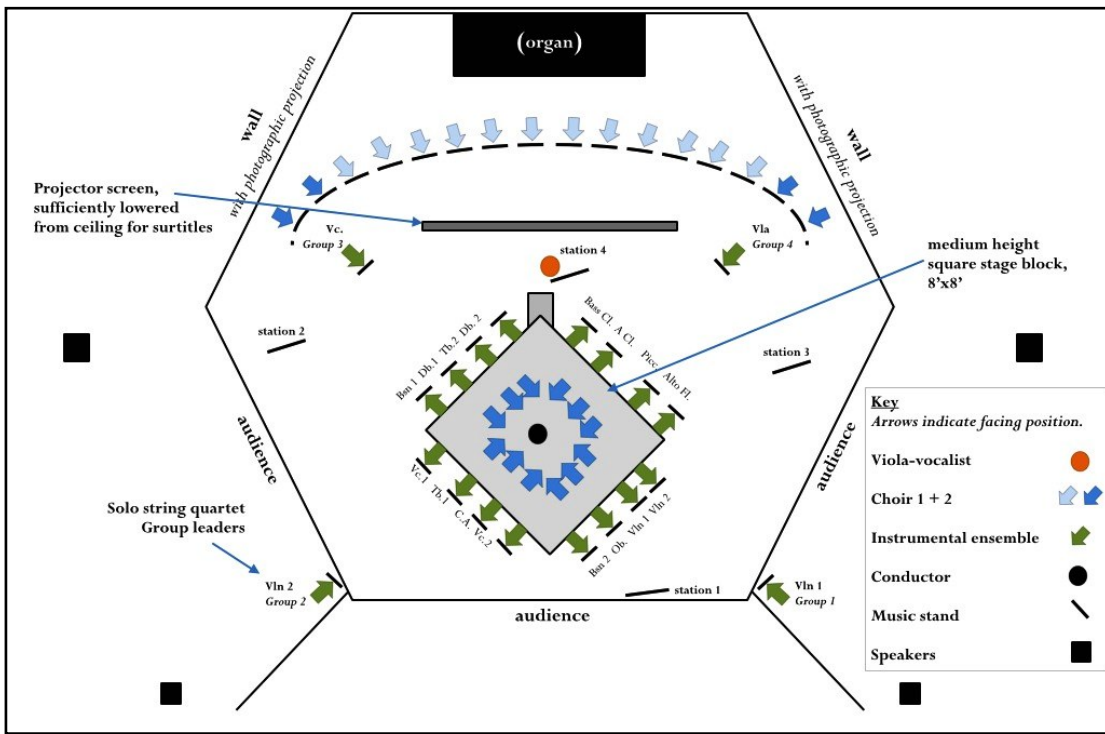 (organ)
wall
with photographic projection
wall
with photographic projection
Projector screen,
sufficiently lowered
from ceiling for surtitles
Vc.
Group 3
Vla
Group 4
station 4
medium height
square stage block,
8'x8'
station 2
station 3
Bsn 1 Db.1 Tb.2 Db. 2
Bass Cl. A Cl. Picc. Alto Fl.
Vc.1 Tb.1 C.A. Vc.2
Bsn 2 Ob. Vln 1 Vln 2
audience
audience
Solo string quartet
Group leaders
Vln 2
Group 2
station 1
Vln 1
Group 1
audience
Key
Arrows indicate facing position.
Viola-vocalist
Choir 1 + 2
Instrumental ensemble
Conductor
Music stand
Speakers